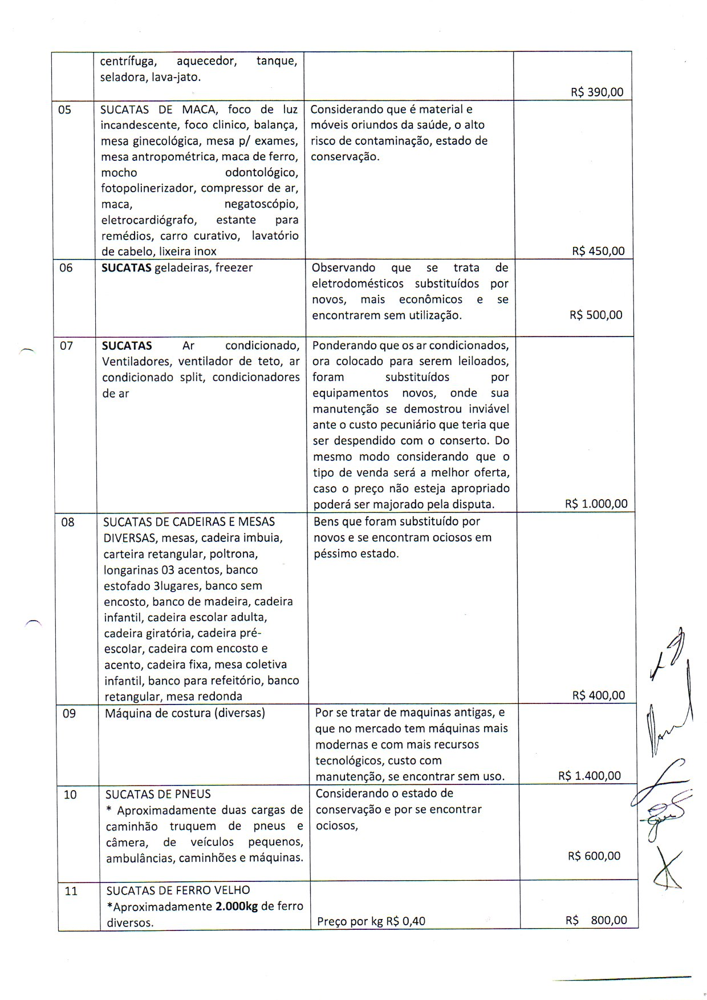 centrífuga, aquecedor, tanque,
seladora, lava-jato.
R$ 390,00
05
SUCATAS DE MACA, foco de luz
incandescente, foco clinico, balança,
mesa ginecológica, mesa p/ exames,
mesa antropométrica, maca de ferro,
mocho odontológico,
fotopolinerizador, compressor de ar,
maca, negatoscópio,
eletrocardiógrafo, estante para
remédios, carro curativo, lavatório
de cabelo, lixeira inox
Considerando que é material e
móveis oriundos da saúde, o alto
risco de contaminação, estado de
conservação.
R$ 450,00
06
SUCATAS geladeiras, freezer
Observando que se trata de
eletrodomésticos substituídos por
novos, mais econômicos e se
encontrarem sem utilização.
R$ 500,00
07
SUCATAS Ar condicionado,
Ventiladores, ventilador de teto, ar
condicionado split, condicionadores
de ar
Ponderando que os ar condicionados,
ora colocado para serem leiloados,
foram substituídos por
equipamentos novos, onde sua
manutenção se demostrou inviável
ante o custo pecuniário que teria que
ser despendido com o conserto. Do
mesmo modo considerando que o
tipo de venda será a melhor oferta,
caso o preço não esteja apropriado
poderá ser majorado pela disputa.
R$ 1.000,00
08
SUCATAS DE CADEIRAS E MESAS
DIVERSAS, mesas, cadeira imbuia,
carteira retangular, poltrona,
longarinas 03 acentos, banco
estofado 3lugares, banco sem
encosto, banco de madeira, cadeira
infantil, cadeira escolar adulta,
cadeira giratória, cadeira pré-
escolar, cadeira com encosto e
acento, cadeira fixa, mesa coletiva
infantil, banco para refeitório, banco
retangular, mesa redonda
Bens que foram substituído por
novos e se encontram ociosos em
péssimo estado.
R$ 400,00
09
Máquina de costura (diversas)
Por se tratar de maquinas antigas, e
que no mercado tem máquinas mais
modernas e com mais recursos
tecnológicos, custo com
manutenção, se encontrar sem uso.
R$ 1.400,00
10
SUCATAS DE PNEUS
* Aproximadamente duas cargas de
caminhão truquem de pneus e
câmera, de veículos pequenos,
ambulâncias, caminhões e máquinas.
Considerando o estado de
conservação e por se encontrar
ociosos,
R$ 600,00
11
SUCATAS DE FERRO VELHO
*Aproximadamente 2.000kg de ferro
diversos.
Preço por kg R$ 0,40
R$ 800,00